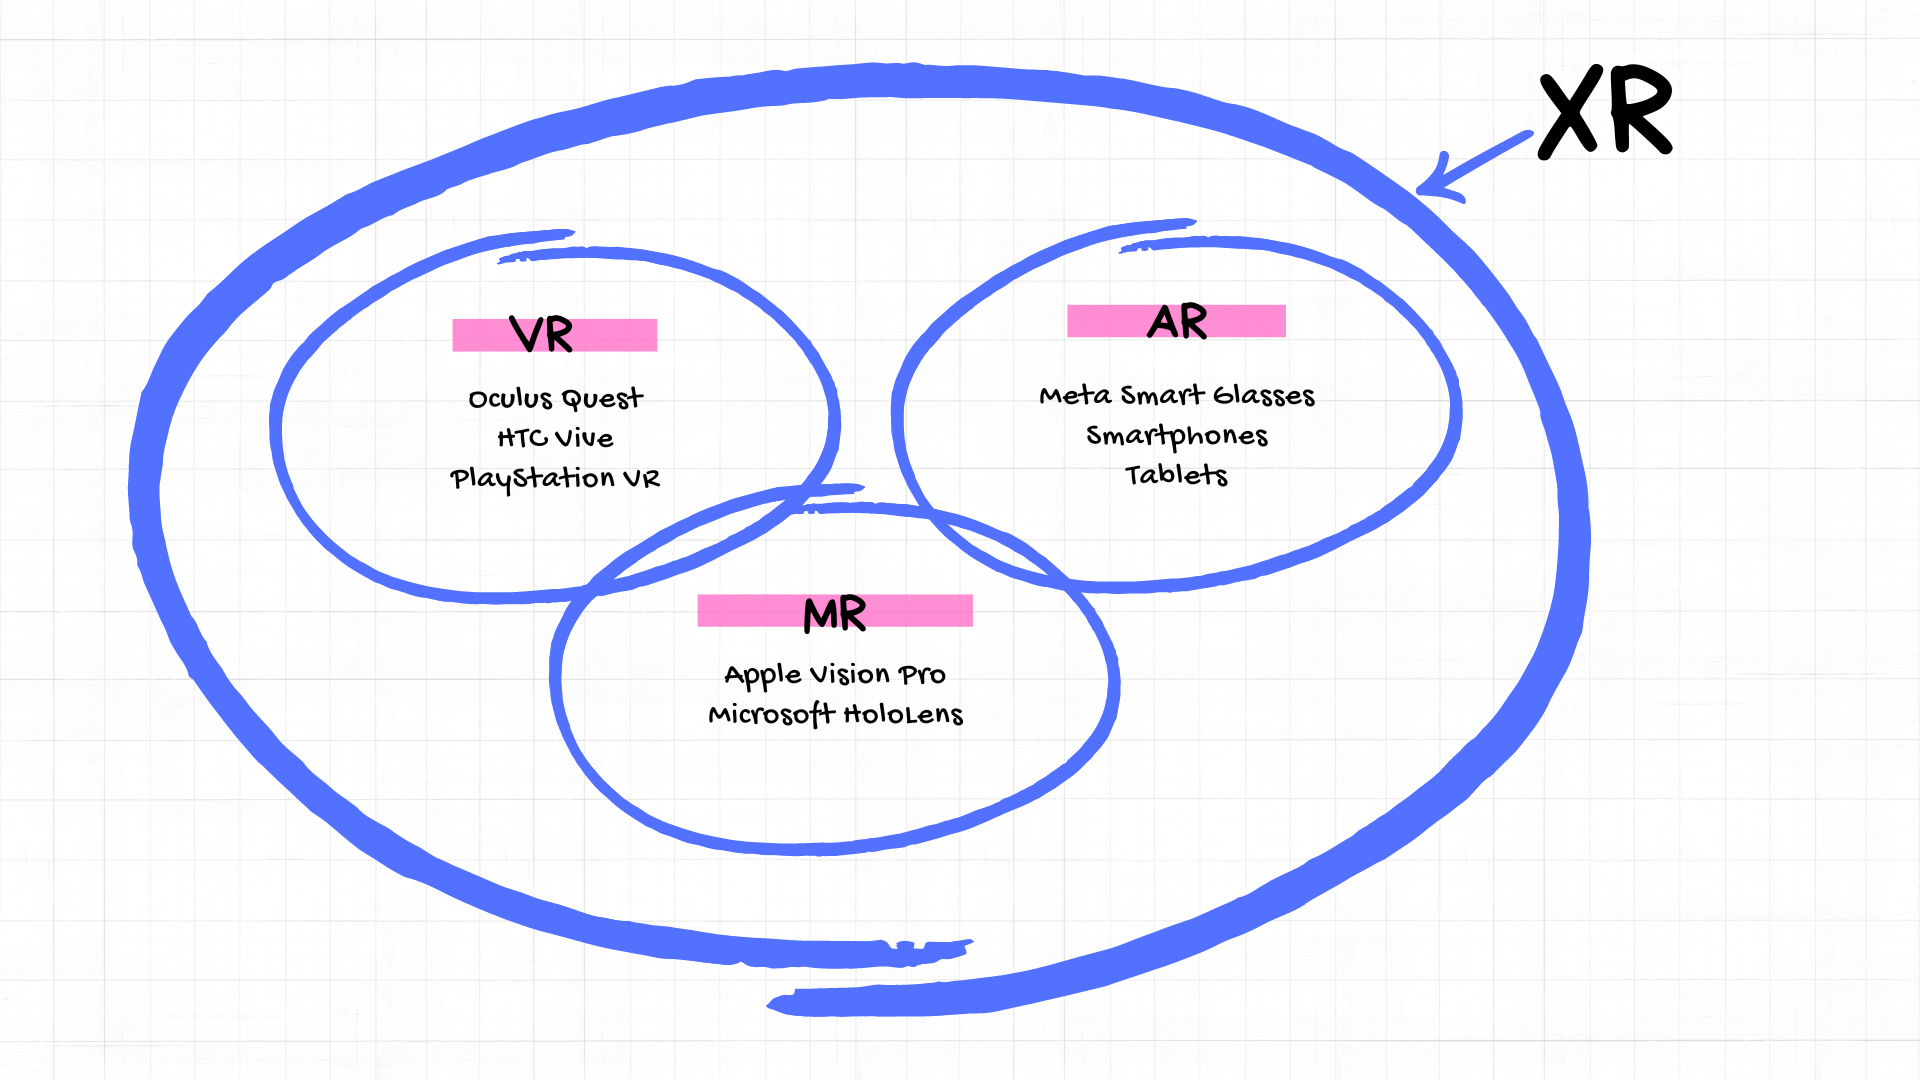 XR
VR
Oculus Quest
HTC Vive
PlayStation VR
AR
Meta Smart Glasses
Smartphones
Tablets
MR
Apple Vision Pro
Microsoft HoloLens